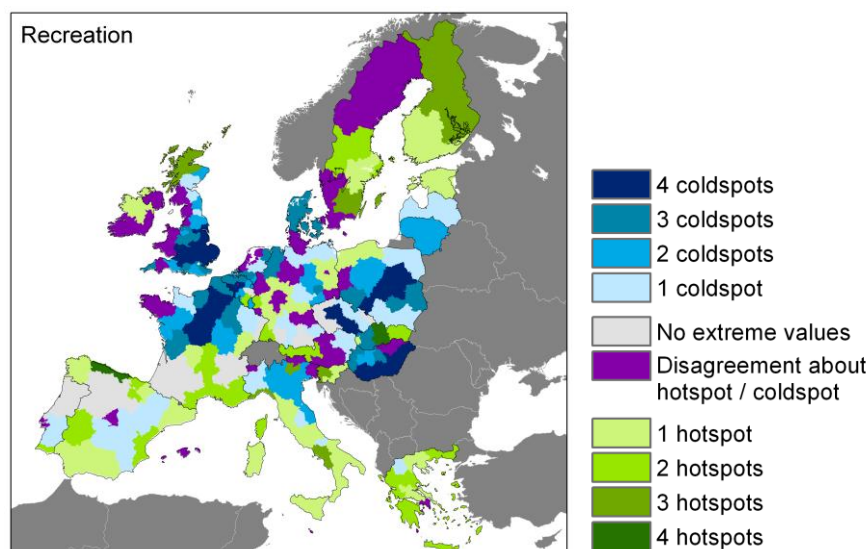 Recreation
4 coldspots
3 coldspots
2 coldspots
1 coldspot
No extreme values
Disagreement about
hotspot / coldspot
1 hotspot
2 hotspots
3 hotspots
4 hotspots